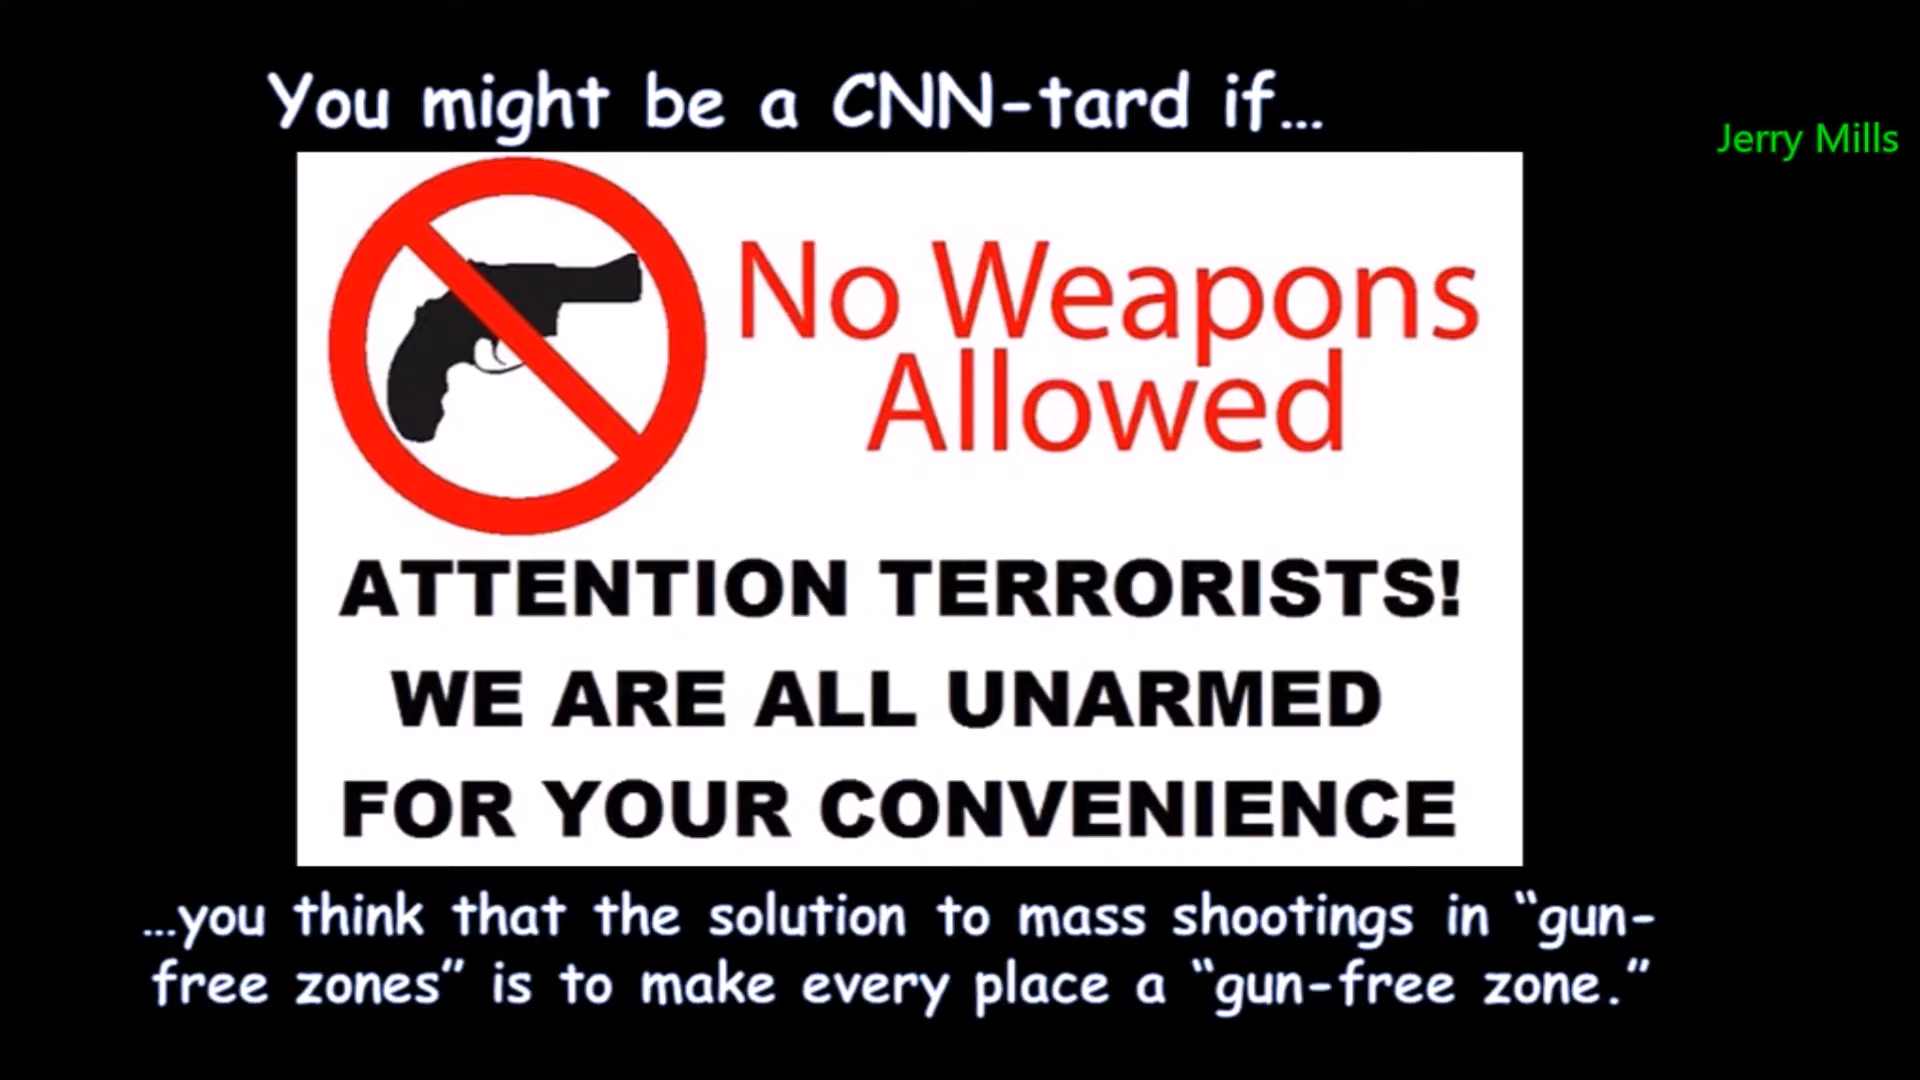 You might be a CNN-tard if...
Jerry Mills
No Weapons
Allowed
ATTENTION TERRORISTS!
WE ARE ALL UNARMED
FOR YOUR CONVENIENCE
...you think that the solution to mass shootings in “gun-
free zones” is to make every place a “gun-free zone.”